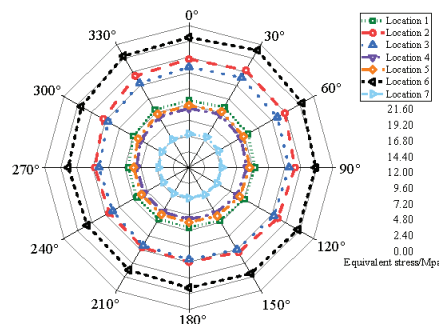 0°
30°
60°
90°
120°
150°
180°
210°
240°
270°
300°
330°
Location 1
Location 2
Location 3
Location 4
Location 5
Location 6
Location 7
21.60
19.20
16.80
14.40
12.00
9.60
7.20
4.80
2.40
0.00
Equivalent stress/Mpa